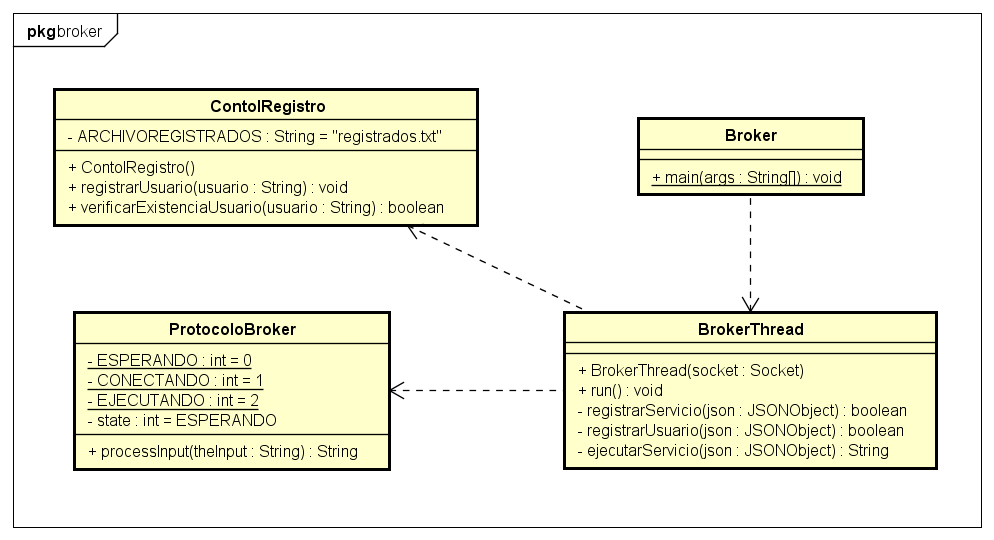 pkg broker
ContolRegistro
- ARCHIVOREGISTRADOS : String = "registrados.txt"
+ ContolRegistro()
+ registrarUsuario(usuario : String) : void
+ verificarExistenciaUsuario(usuario : String) : boolean
Broker
+ main(args : String[]) : void
ProtocoloBroker
- ESPERANDO : int = 0
- CONECTANDO : int = 1
- EJECUTANDO : int = 2
- state : int = ESPERANDO
+ processInput(theInput : String) : String
BrokerThread
+ BrokerThread(socket : Socket)
+ run() : void
- registrarServicio(json : JSONObject) : boolean
- registrarUsuario(json : JSONObject) : boolean
- ejecutarServicio(json : JSONObject) : String